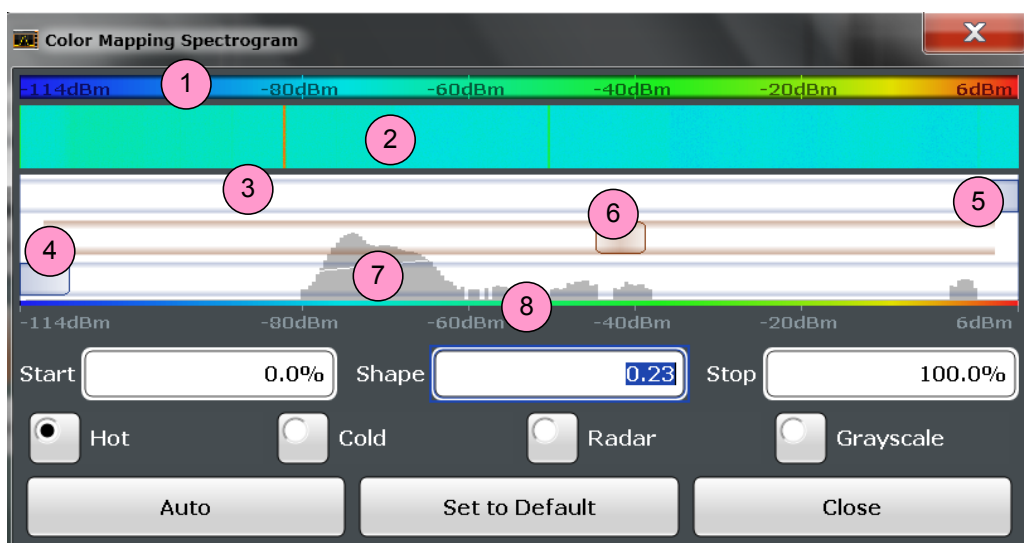 Color Mapping Spectrogram
X
-114dBm 1 -80dBm -60dBm -40dBm -20dBm 6dBm
2
3
5
6
4
7
8
-114dBm -80dBm -60dBm -40dBm -20dBm 6dBm
Start 0.0% Shape 0.23 Stop 100.0%
Hot Cold Radar Grayscale
Auto Set to Default Close